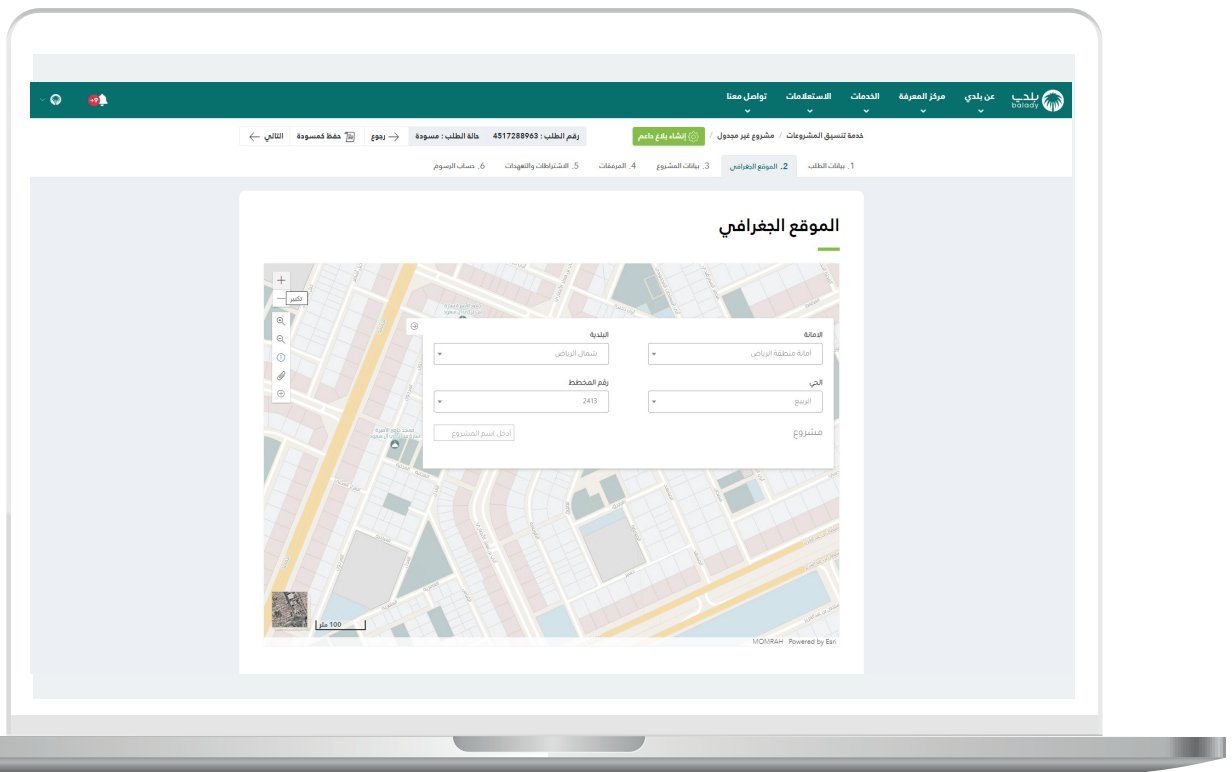 بلدي
balady
عن بلدي
مركز المعرفة
الخدمات
الاستعلامات
تواصل معنا
+9
خدمة تنسيق المشروعات / مشروع غير مجدول / إنشاء بلاغ داعم
رقم الطلب : 4517288963
حالة الطلب : مسودة
رجوع
حفظ كمسودة
التالي
1. بيانات الطلب
2. الموقع الجغرافي
3. بيانات المشروع
4. المرفقات
5. الاشتراطات والتعهدات
6. حساب الرسوم
الموقع الجغرافي
تكبير
الامانة
البلدية
أمانة منطقة الرياض
شمال الرياض
الحي
رقم المخطط
الربيع
2413
مشروع
أدخل اسم المشروع
100 متر
MOMRAH Powered by Esri